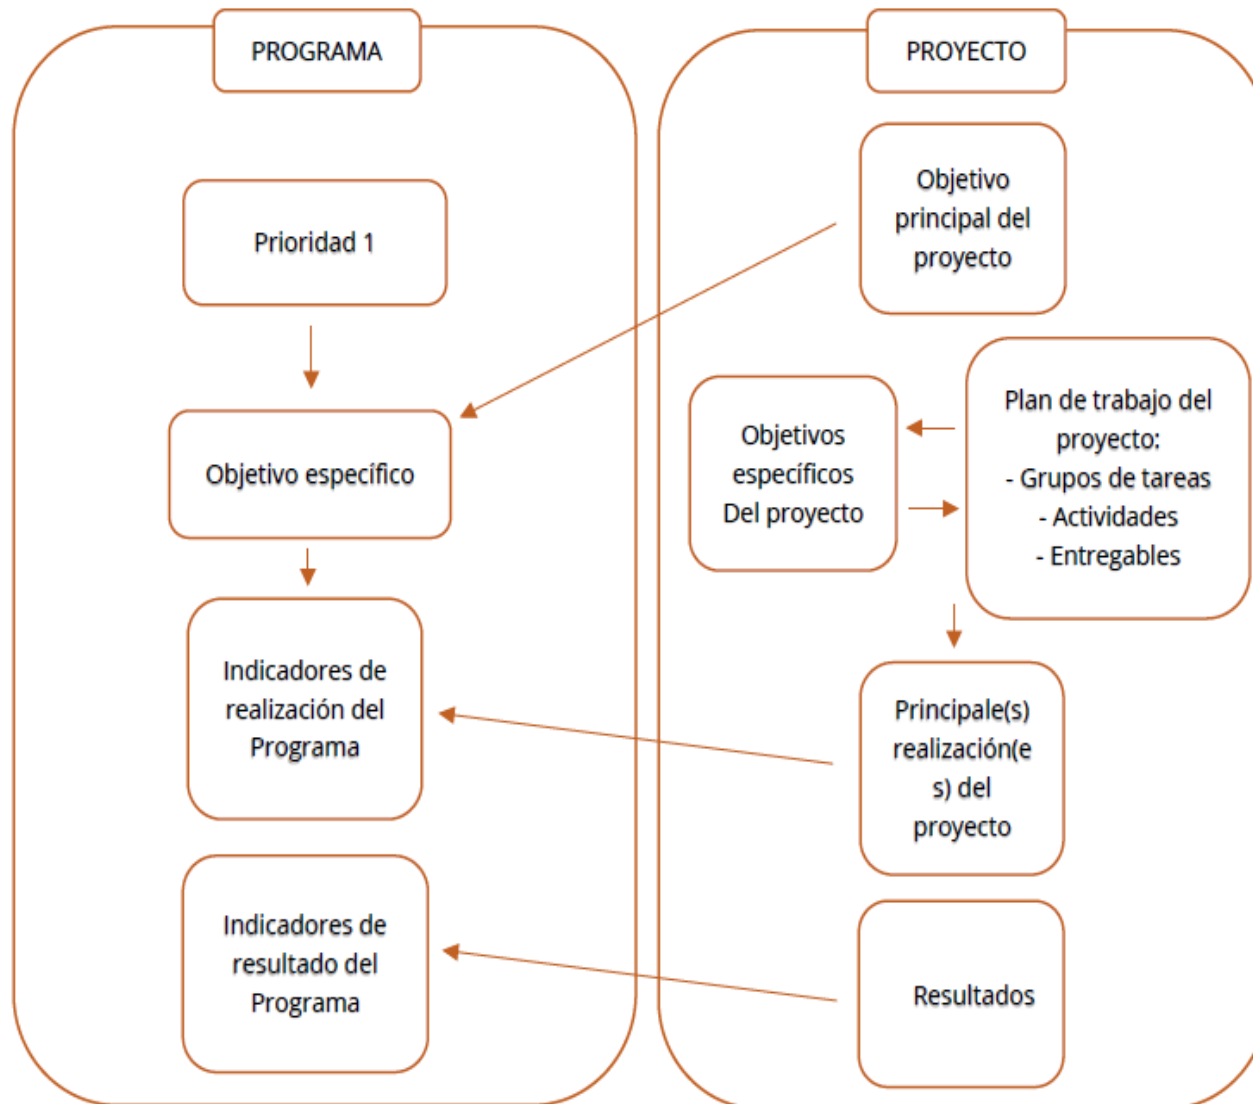 PROGRAMA
Prioridad 1
Objetivo específico
Indicadores de
realización del
Programa
Indicadores de
resultado del
Programa
PROYECTO
Objetivo
principal del
proyecto
Objetivos
específicos
Del proyecto
Plan de trabajo del
proyecto:
- Grupos de tareas
- Actividades
- Entregables
Principale(s)
realización(e
s) del
proyecto
Resultados